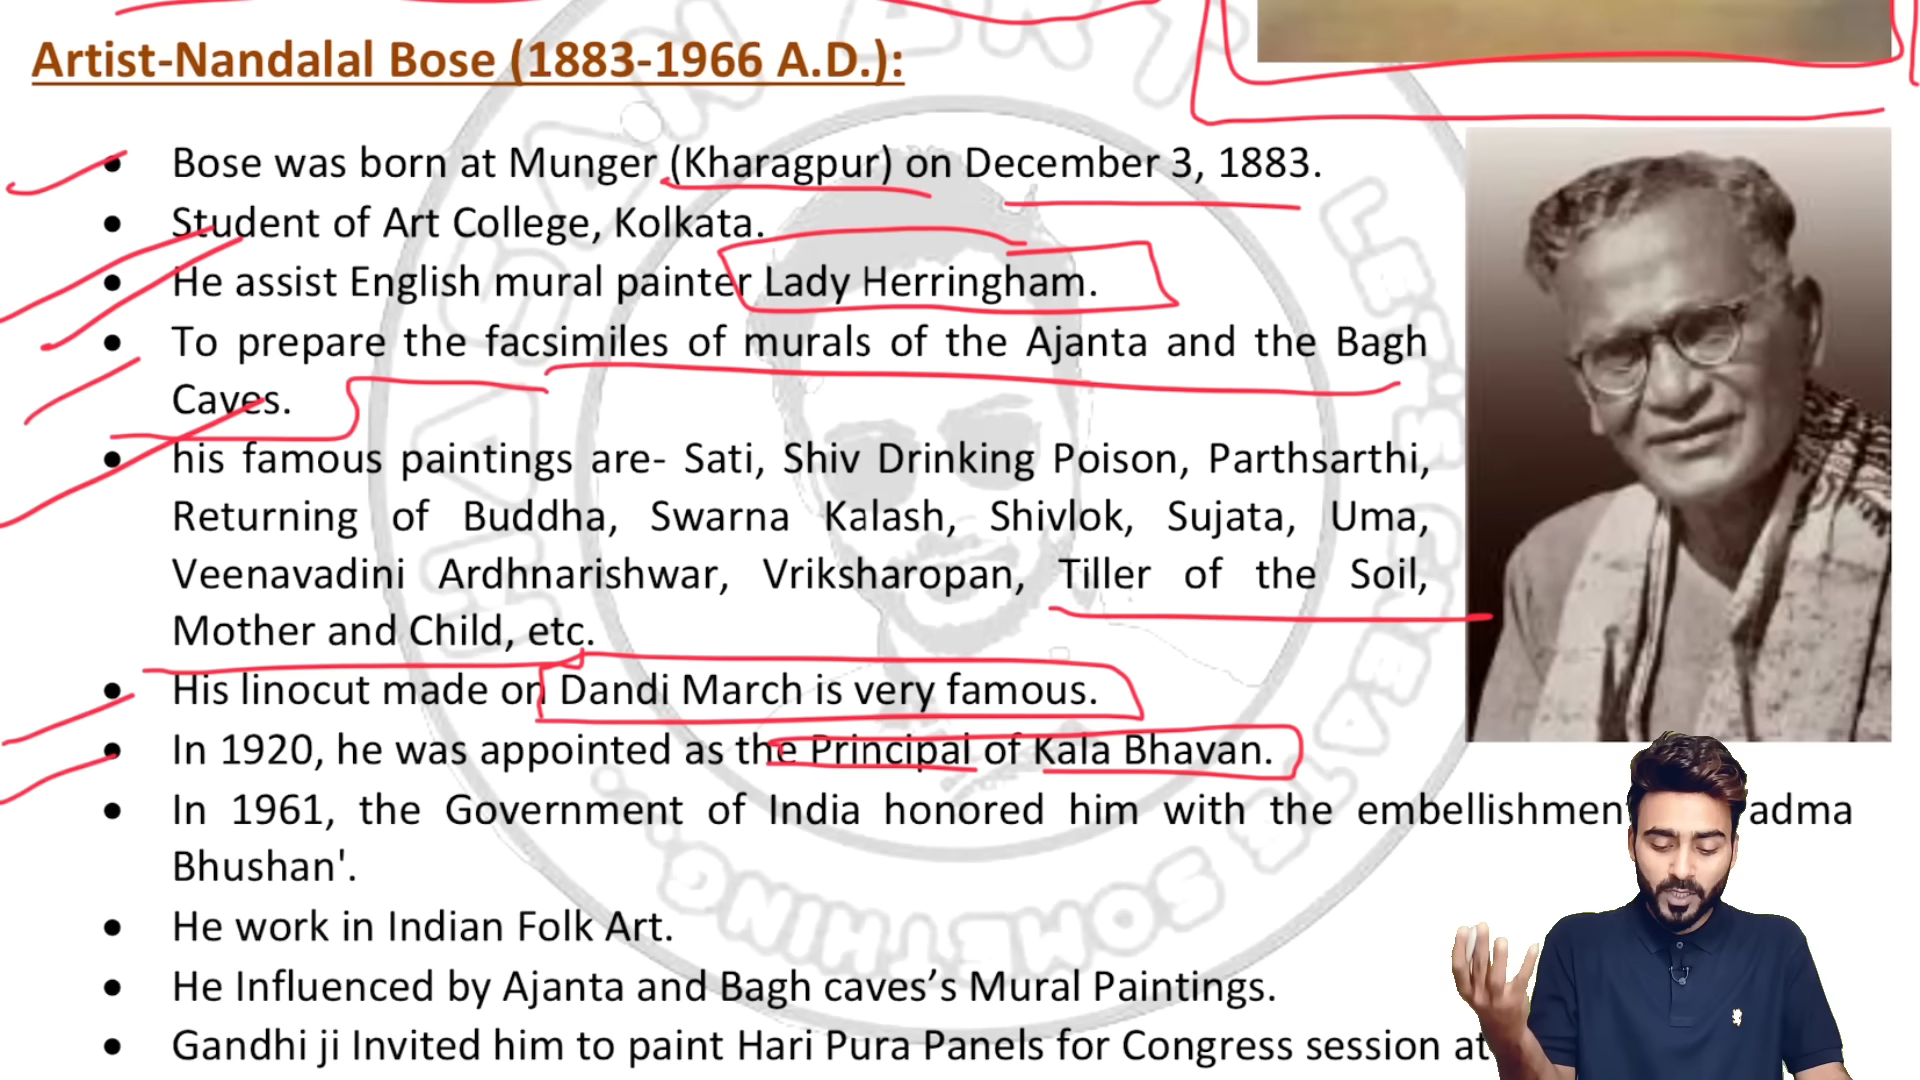 Artist-Nandalal Bose (1883-1966 A.D.):
• Bose was born at Munger (Kharagpur) on December 3, 1883.
• Student of Art College, Kolkata.
• He assist English mural painter Lady Herringham.
• To prepare the facsimiles of murals of the Ajanta and the Bagh
Caves.
• his famous paintings are- Sati, Shiv Drinking Poison, Parthsarthi,
Returning of Buddha, Swarna Kalash, Shivlok, Sujata, Uma,
Veenavadini Ardhnarishwar, Vriksharopan, Tiller of the Soil,
Mother and Child, etc.
• His linocut made on Dandi March is very famous.
• In 1920, he was appointed as the Principal of Kala Bhavan.
• In 1961, the Government of India honored him with the embellishmen adma
Bhushan'.
• He work in Indian Folk Art.
• He Influenced by Ajanta and Bagh caves’s Mural Paintings.
• Gandhi ji Invited him to paint Hari Pura Panels for Congress session at
LET'S CREATE SOMETHING...